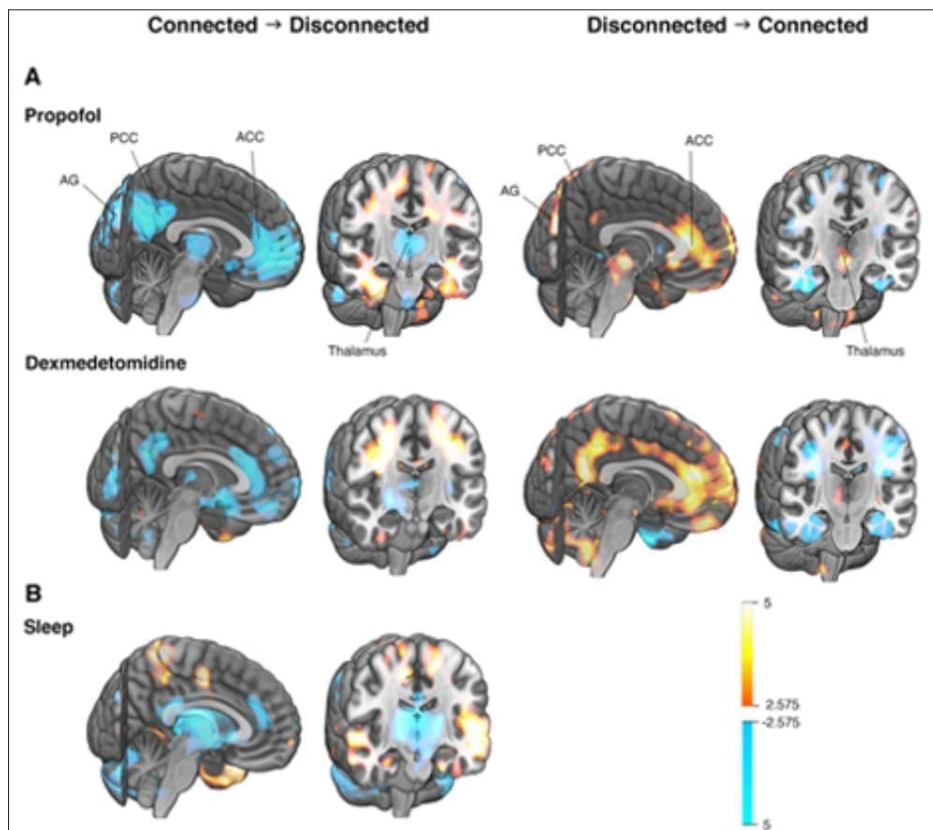 Connected → Disconnected
Disconnected → Connected
A
Propofol
PCC
ACC
AG
ACC
PCC
AG
Thalamus
Thalamus
Dexmedetomidine
B
Sleep
5
2.575
-2.575
5